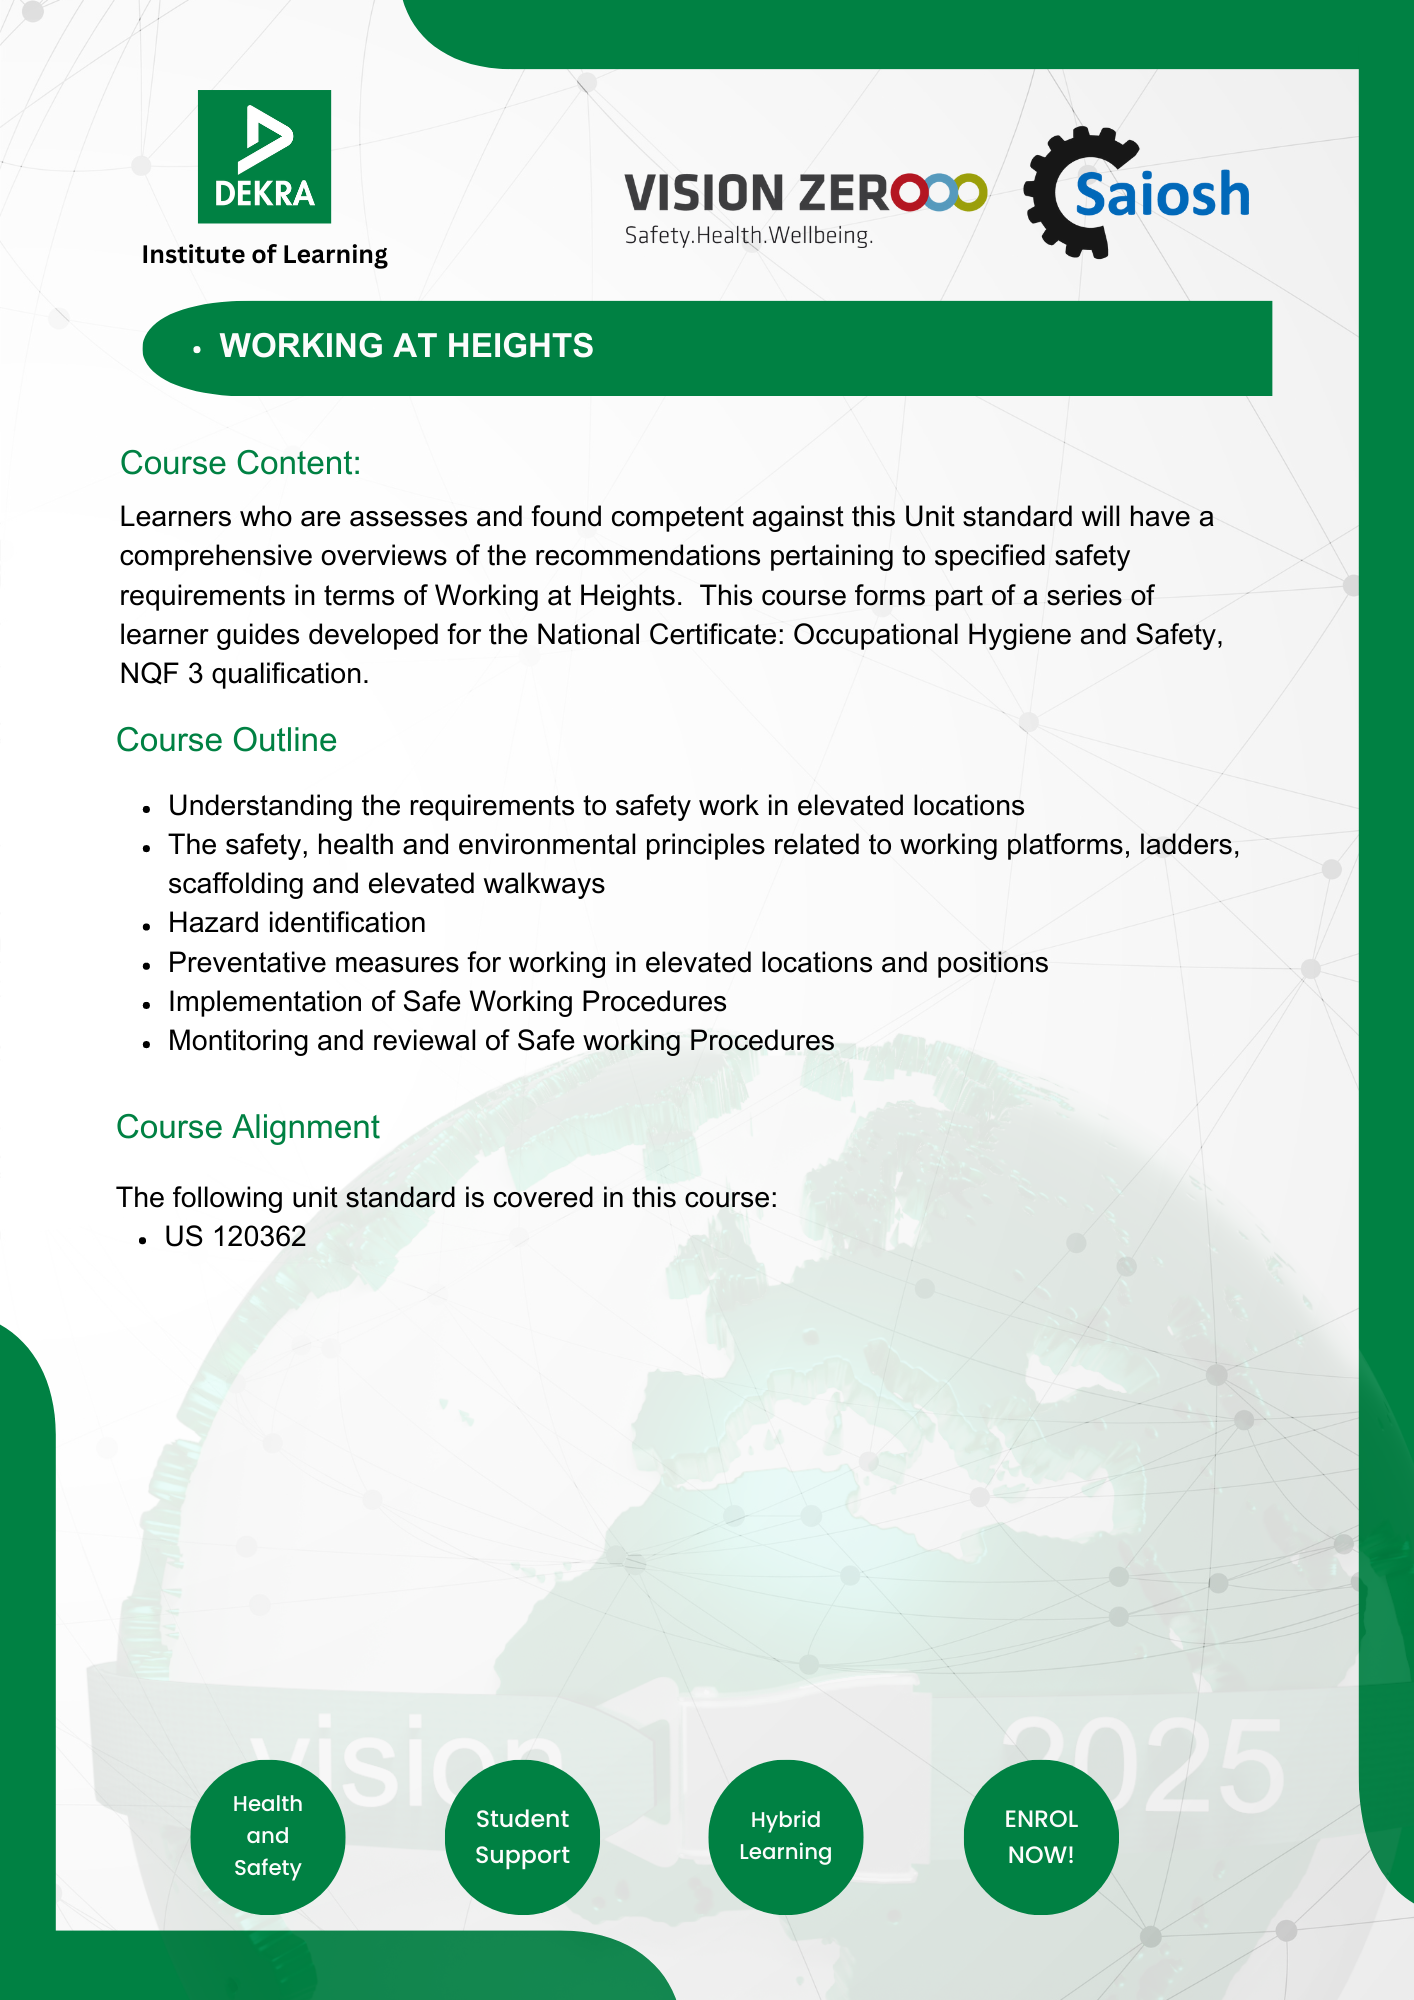 DEKRA
Institute of Learning
VISION ZERO
Safety.Health.Wellbeing.
Saiosh
• WORKING AT HEIGHTS
Course Content:
Learners who are assesses and found competent against this Unit standard will have a
comprehensive overviews of the recommendations pertaining to specified safety
requirements in terms of Working at Heights.  This course forms part of a series of
learner guides developed for the National Certificate: Occupational Hygiene and Safety,
NQF 3 qualification.
Course Outline
• Understanding the requirements to safety work in elevated locations
• The safety, health and environmental principles related to working platforms, ladders,
scaffolding and elevated walkways
• Hazard identification
• Preventative measures for working in elevated locations and positions
• Implementation of Safe Working Procedures
• Montitoring and reviewal of Safe working Procedures
Course Alignment
The following unit standard is covered in this course:
• US 120362
vision 2025
Health
and
Safety
Student
Support
Hybrid
Learning
ENROL
NOW!